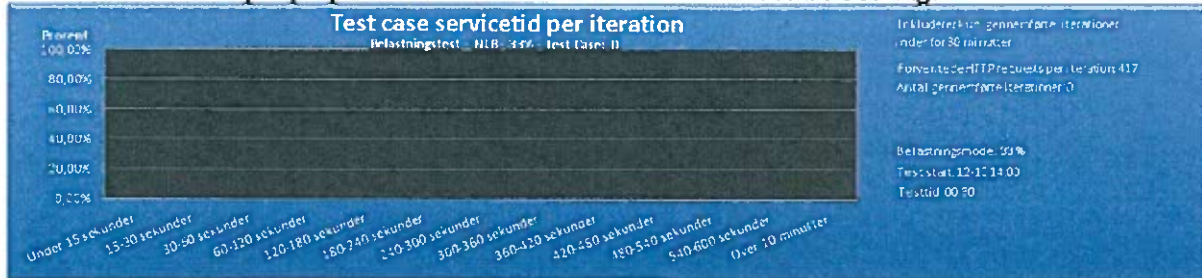 Test case servicetid per iteration
Belastningstest - NLB - 33% - Test Case: D
Procent
100,00%
80,00%
60,00%
40,00%
20,00%
0,00%
Under 15 sekunder
15-30 sekunder
30-60 sekunder
60-120 sekunder
120-180 sekunder
180-240 sekunder
240-300 sekunder
300-360 sekunder
360-420 sekunder
420-480 sekunder
480-540 sekunder
540-600 sekunder
Over 10 minutter
Inkluderer kun gennemførte iterationer
inden for 30 minutter
Forventede HTTP requests per iteration: 417
Antal gennemførte iterationer: 0
Belastningsmode: 33%
Test start: 12-10 14:00
Testtid: 00:30